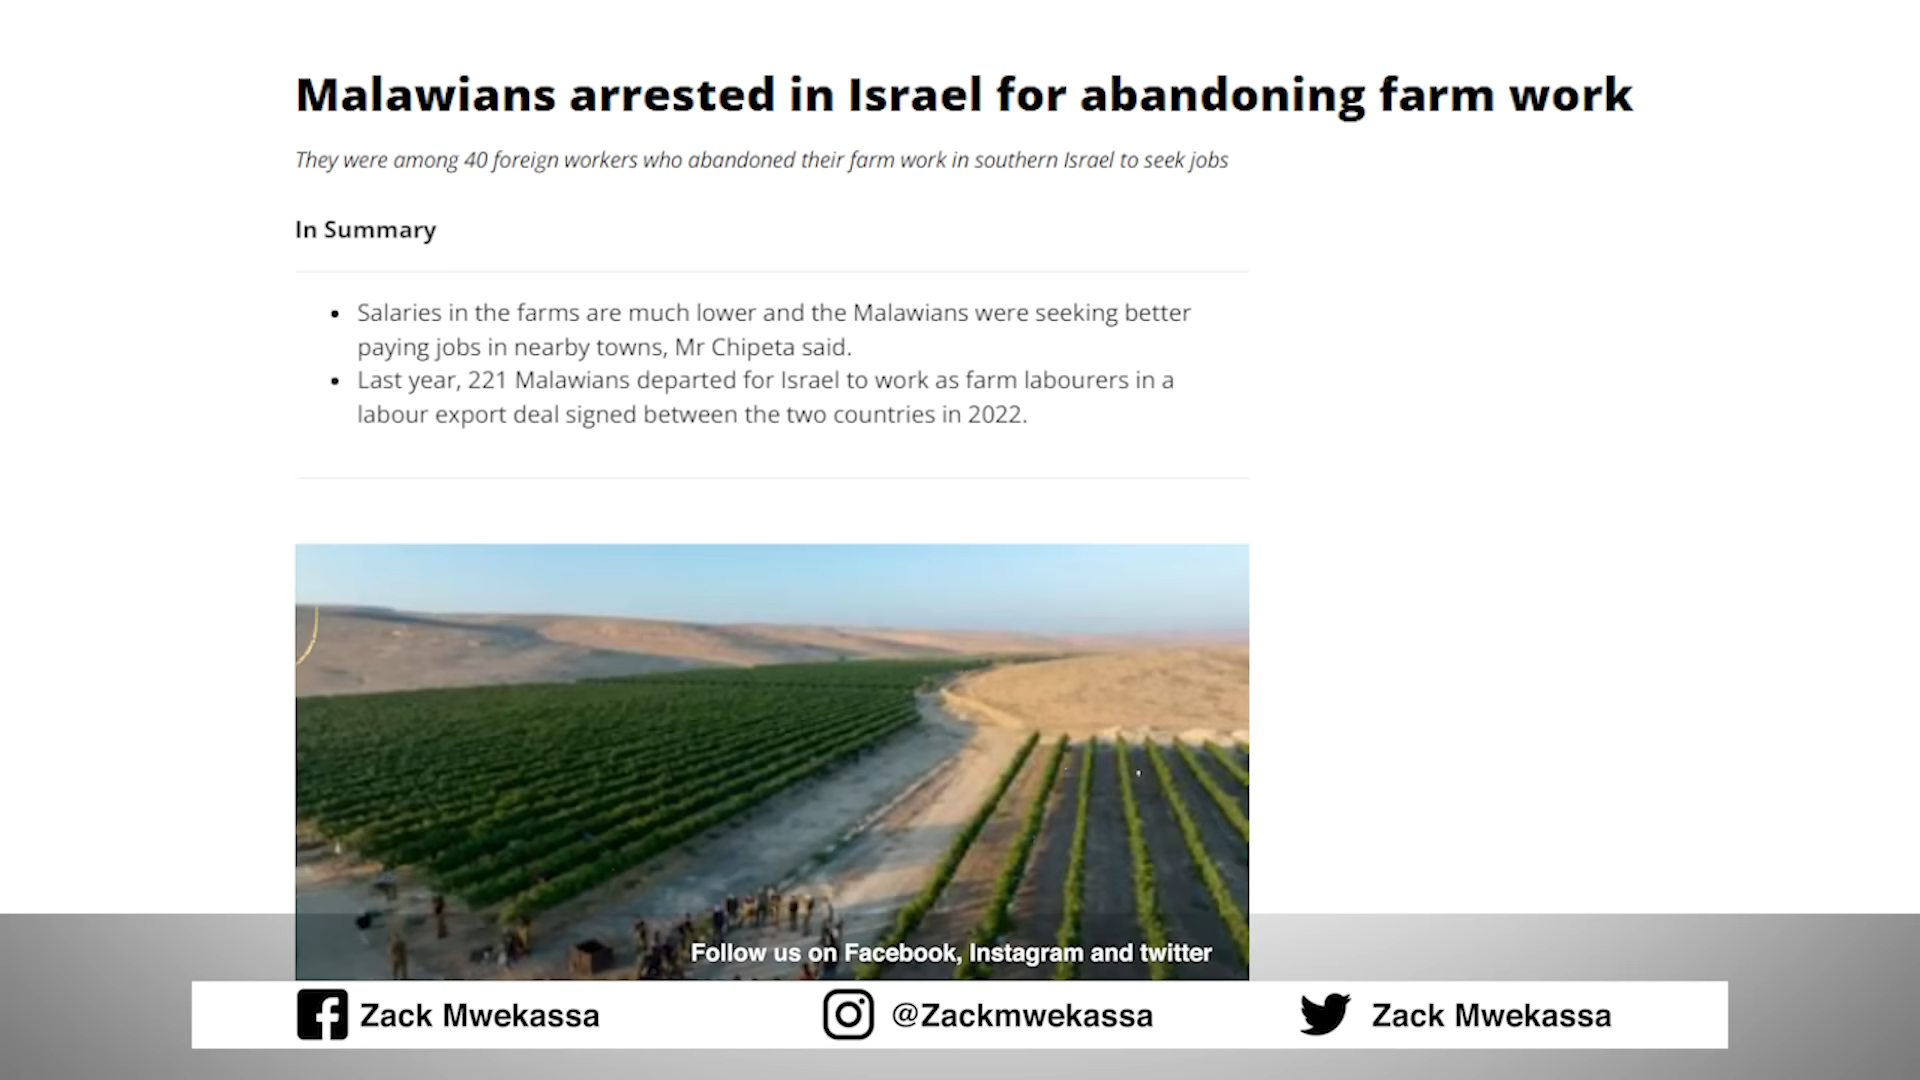 Malawians arrested in Israel for abandoning farm work
They were among 40 foreign workers who abandoned their farm work in southern Israel to seek jobs
In Summary
• Salaries in the farms are much lower and the Malawians were seeking better
paying jobs in nearby towns, Mr Chipeta said.
• Last year, 221 Malawians departed for Israel to work as farm labourers in a
labour export deal signed between the two countries in 2022.
Follow us on Facebook, Instagram and twitter
Zack Mwekassa
@Zackmwekassa
Zack Mwekassa